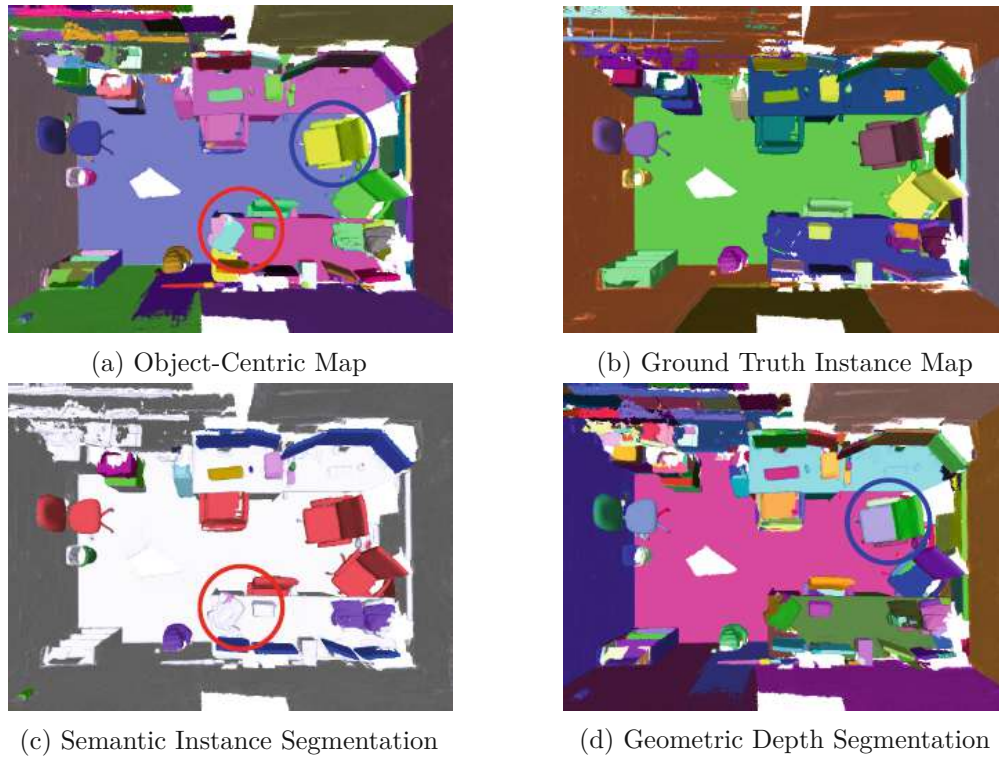 (a) Object-Centric Map
(b) Ground Truth Instance Map
(c) Semantic Instance Segmentation
(d) Geometric Depth Segmentation